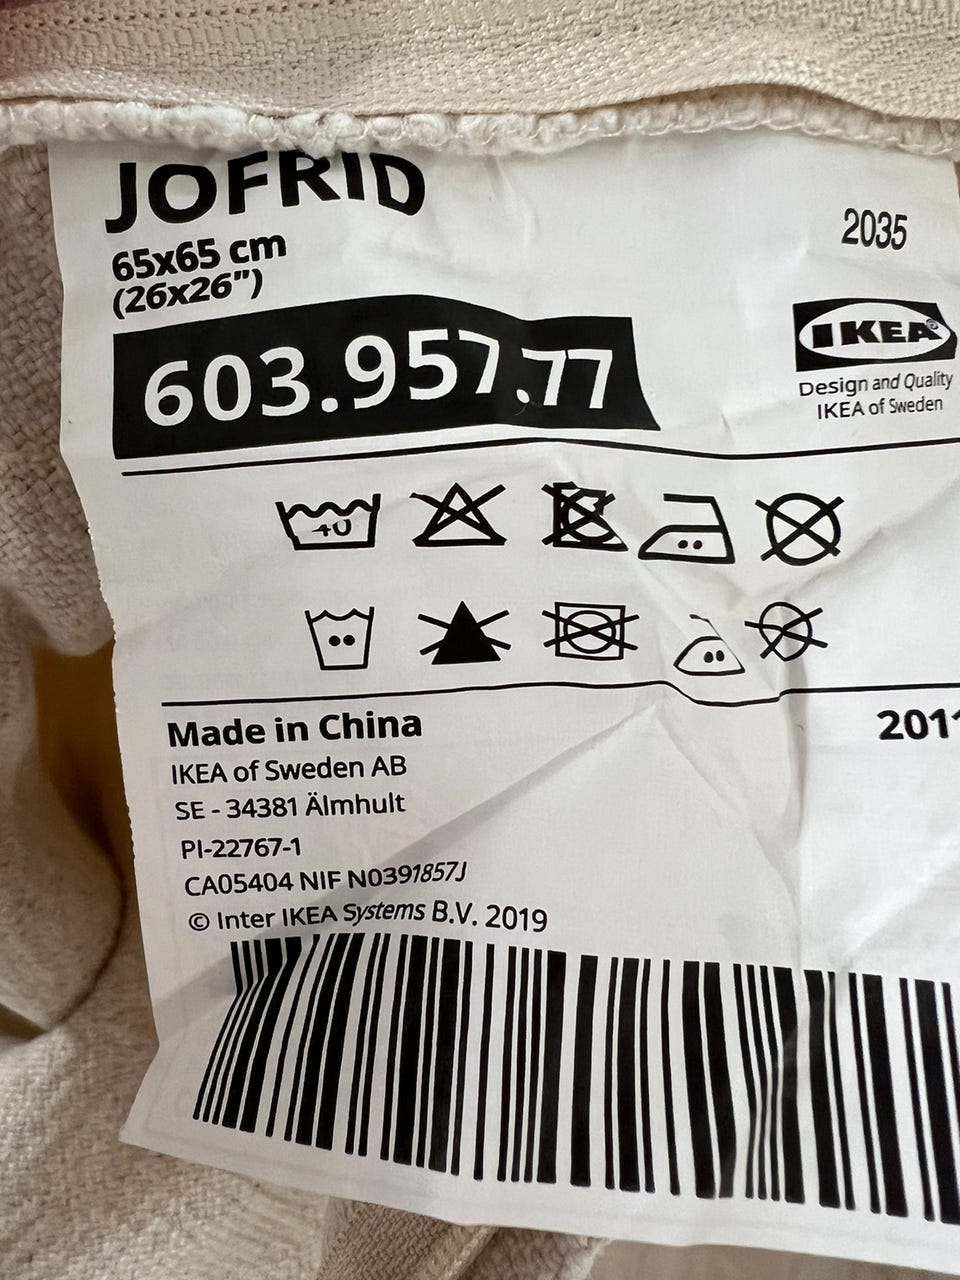 JOFRID
65x65 cm
(26x26")
2035
603.957.77
IKEA®
Design and Quality
IKEA of Sweden
40
Made in China
IKEA of Sweden AB
SE - 34381 Älmhult
PI-22767-1
CA05404 NIF N0391857J
© Inter IKEA Systems B.V. 2019